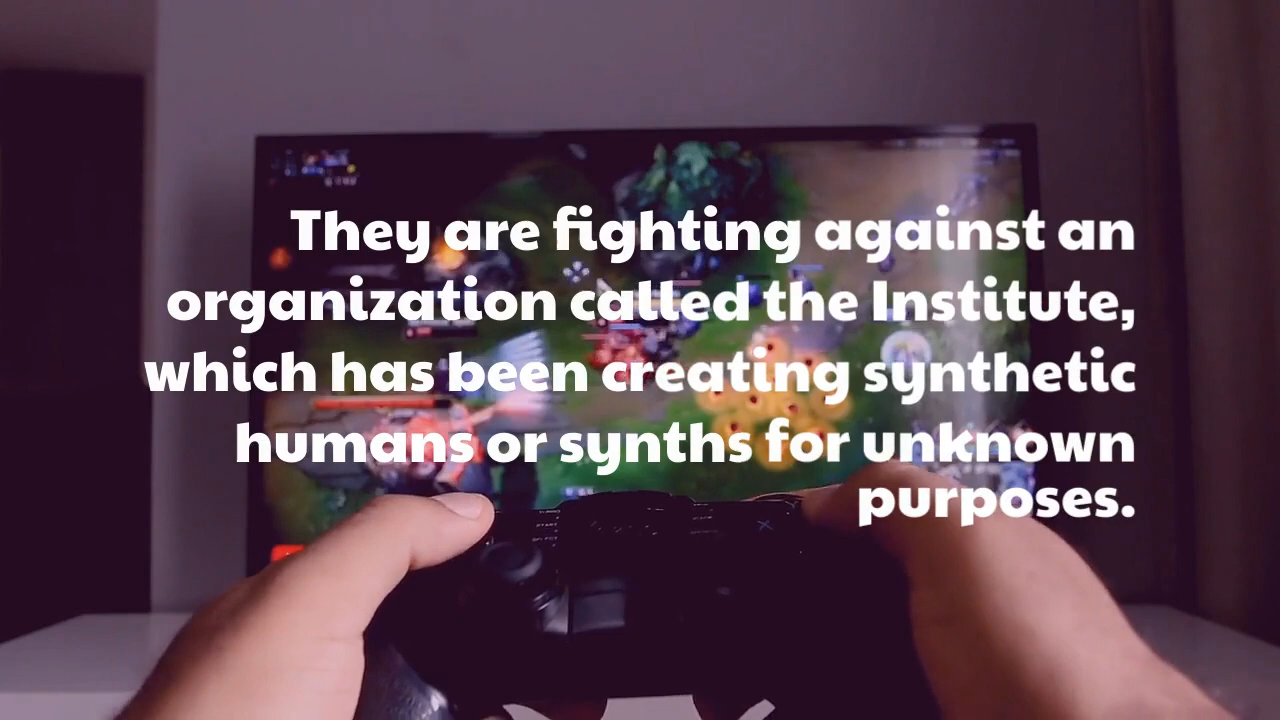 They are fighting against an
organization called the Institute,
which has been creating synthetic
humans or synths for unknown
purposes.